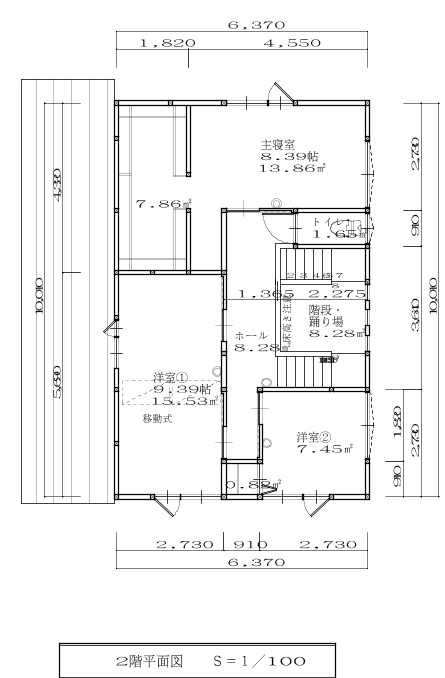 6,370
1,820 4,550
主寝室
8.39帖
13.86㎡
2,730
7.86㎡
トイレ
1.65㎡
910
4,380
2 3 4 5 6 7
1,365 2,275
階段・
踊り場
8.28㎡
ホール
8.28㎡
10,010
10,010
3,640
洋室①
9.39帖
15.53㎡
移動式
5,630
洋室②
7.45㎡
1,820
2,730
910
0.82㎡
2,730 910 2,730
6,370
2階平面図 S=1/100